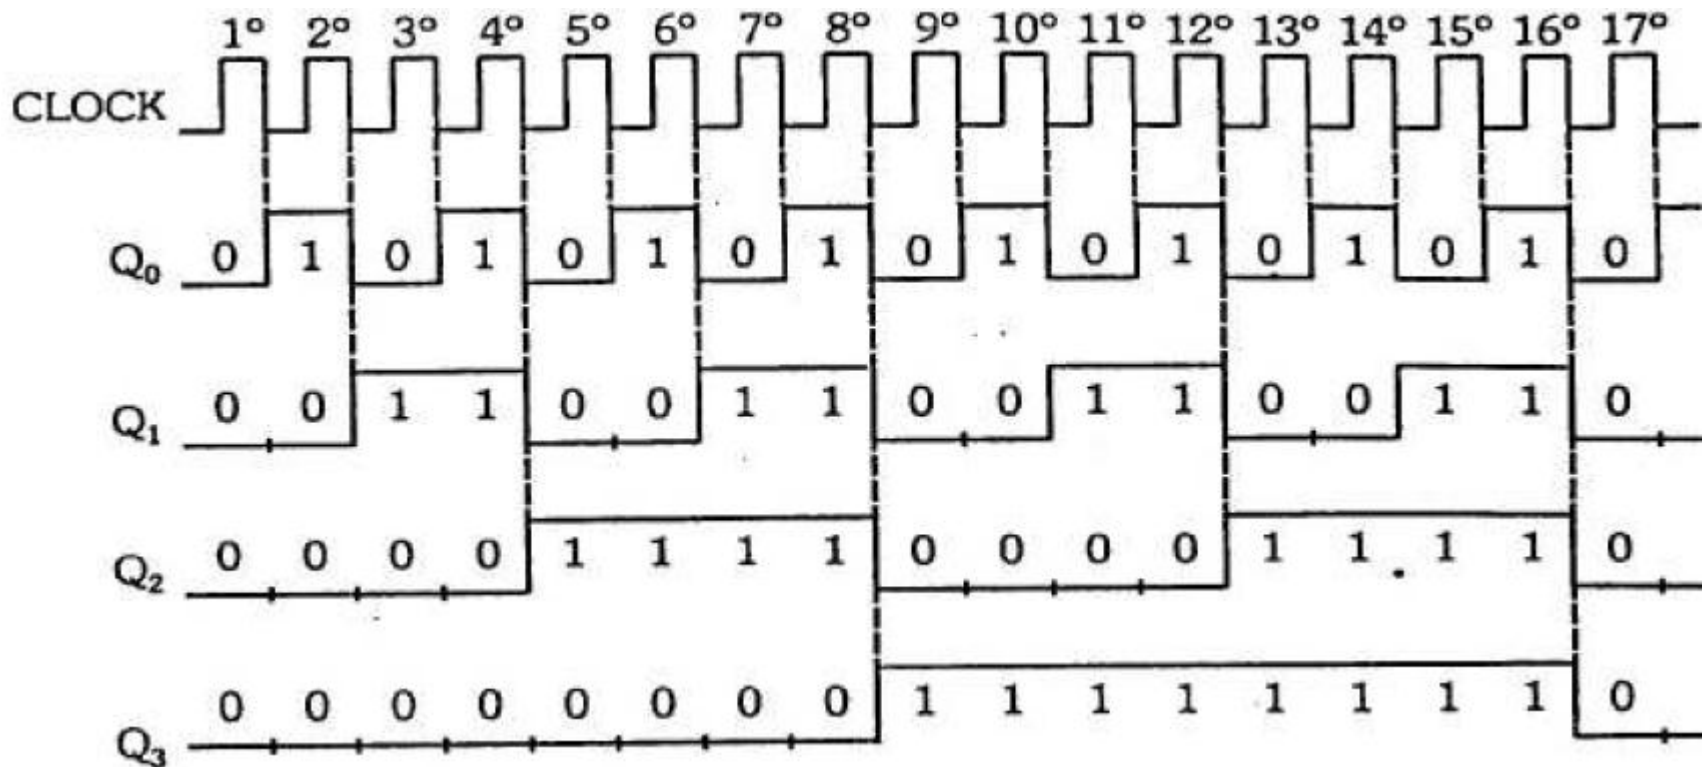 1° 2° 3° 4° 5° 6° 7° 8° 9° 10° 11° 12° 13° 14° 15° 16° 17°
CLOCK
Q₀ 0 1 0 1 0 1 0 1 0 1 0 1 0 1 0 1 0
Q₁ 0 0 1 1 0 0 1 1 0 0 1 1 0 0 1 1 0
Q₂ 0 0 0 0 1 1 1 1 0 0 0 0 1 1 1 1 0
Q₃ 0 0 0 0 0 0 0 0 1 1 1 1 1 1 1 1 0